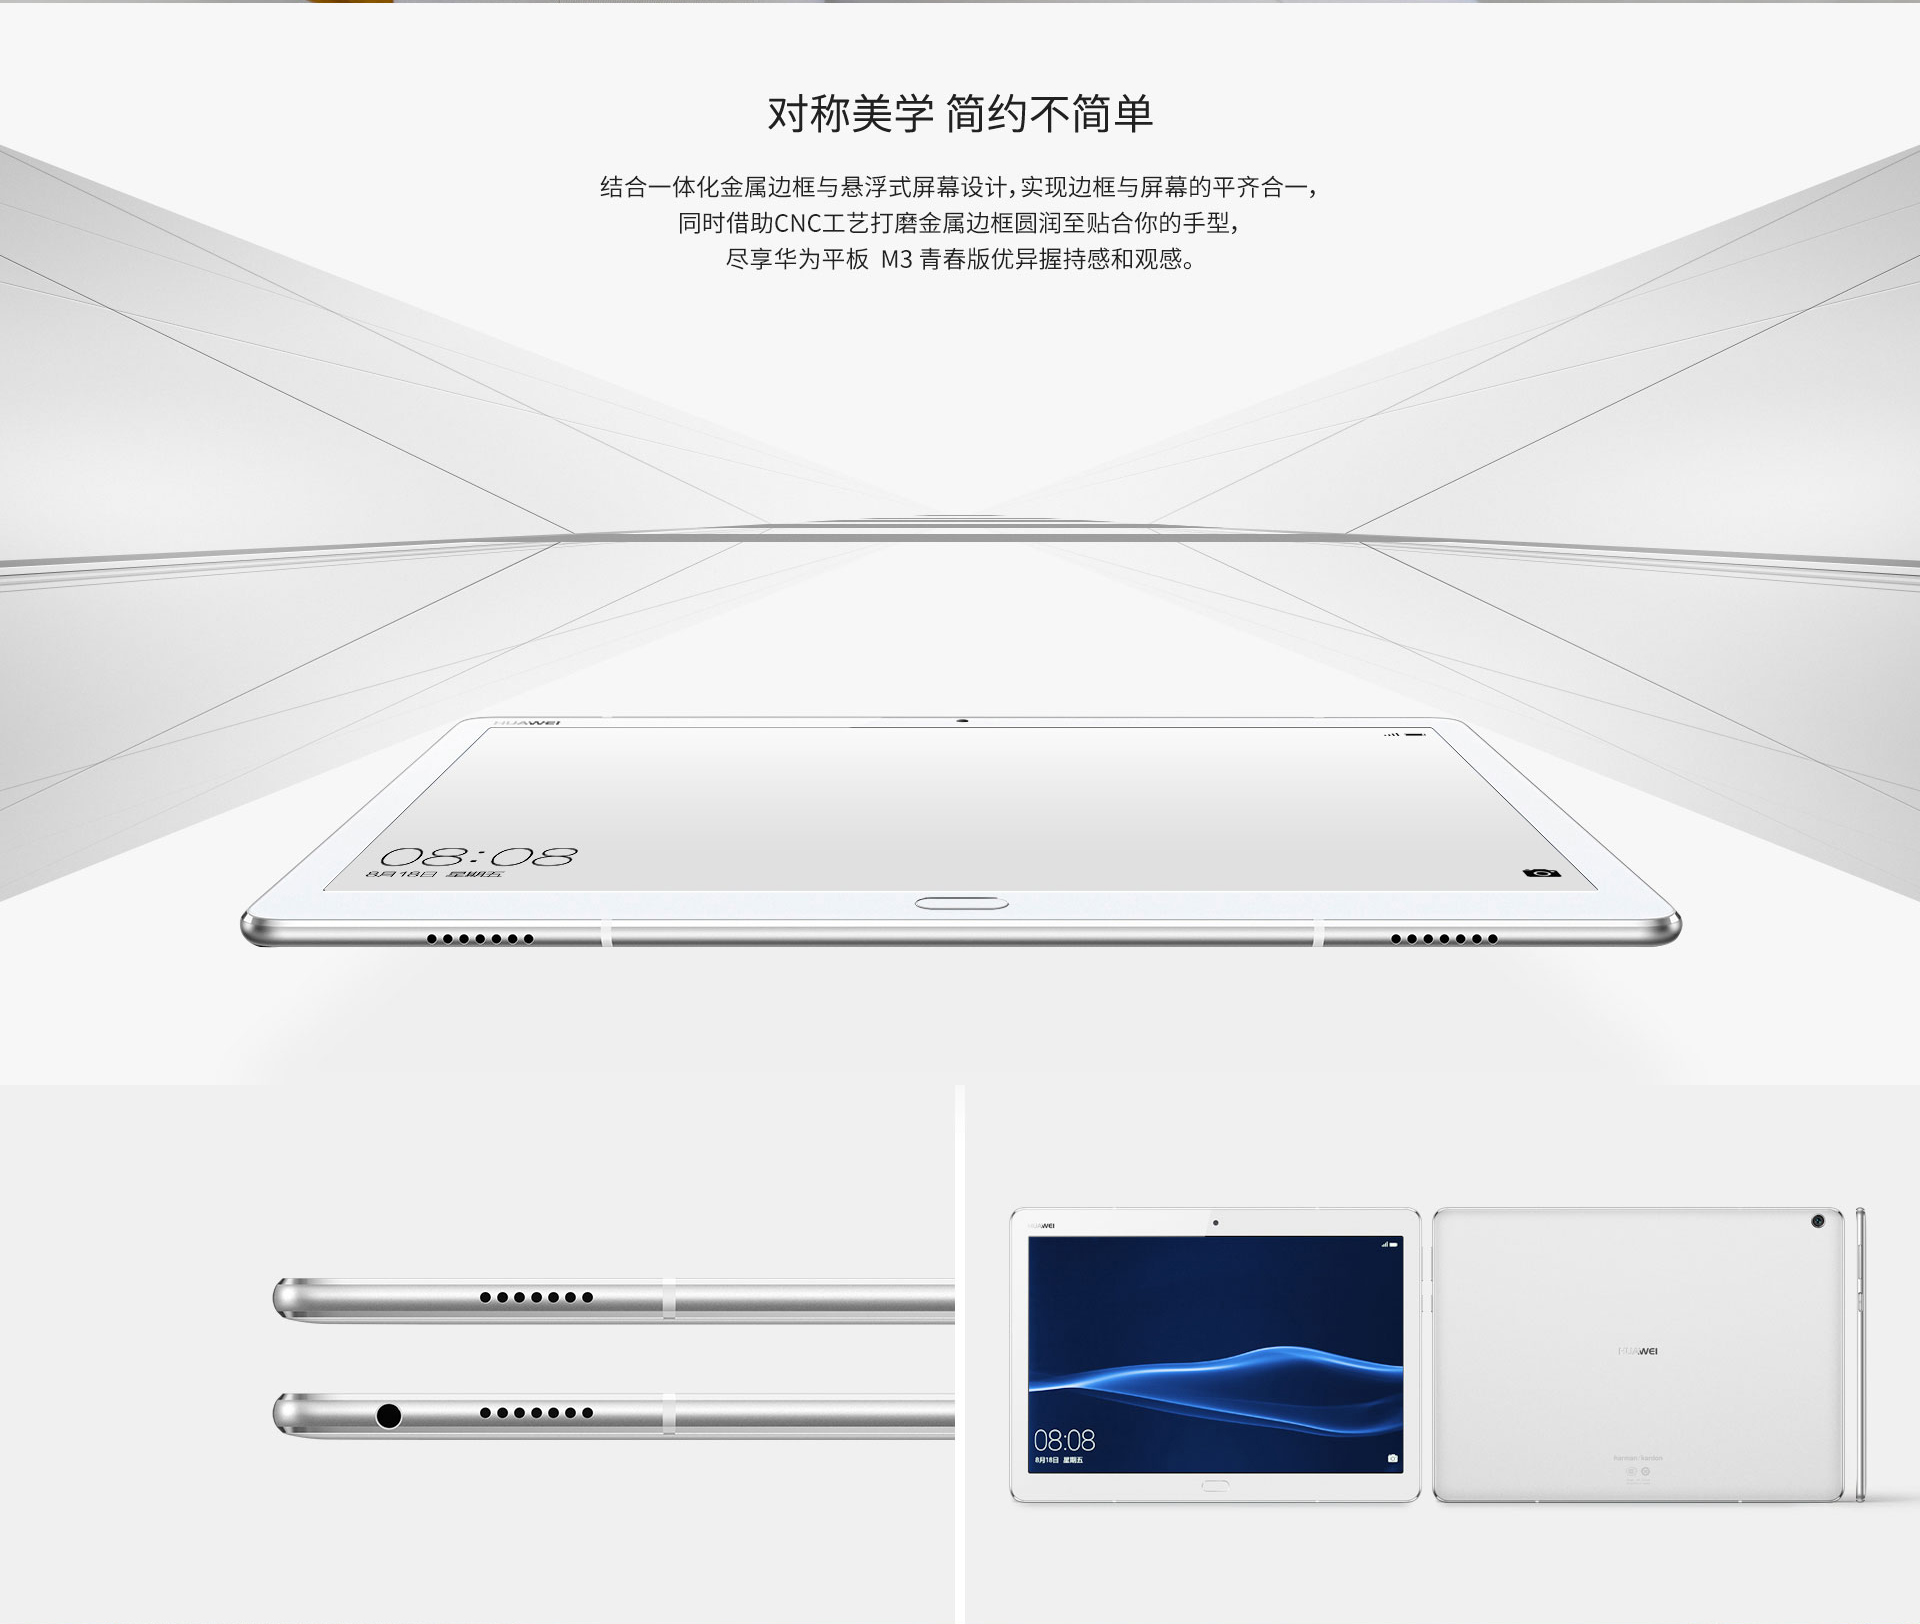 对称美学 简约不简单
结合一体化金属边框与悬浮式屏幕设计,实现边框与屏幕的平齐合一,
同时借助CNC工艺打磨金属边框圆润至贴合你的手型,
尽享华为平板 M3 青春版优异握持感和观感。
HUAWEI
08:08
8月18日 星期五
HUAWEI
08:08
8月18日 星期五
HUAWEI
harman/kardon